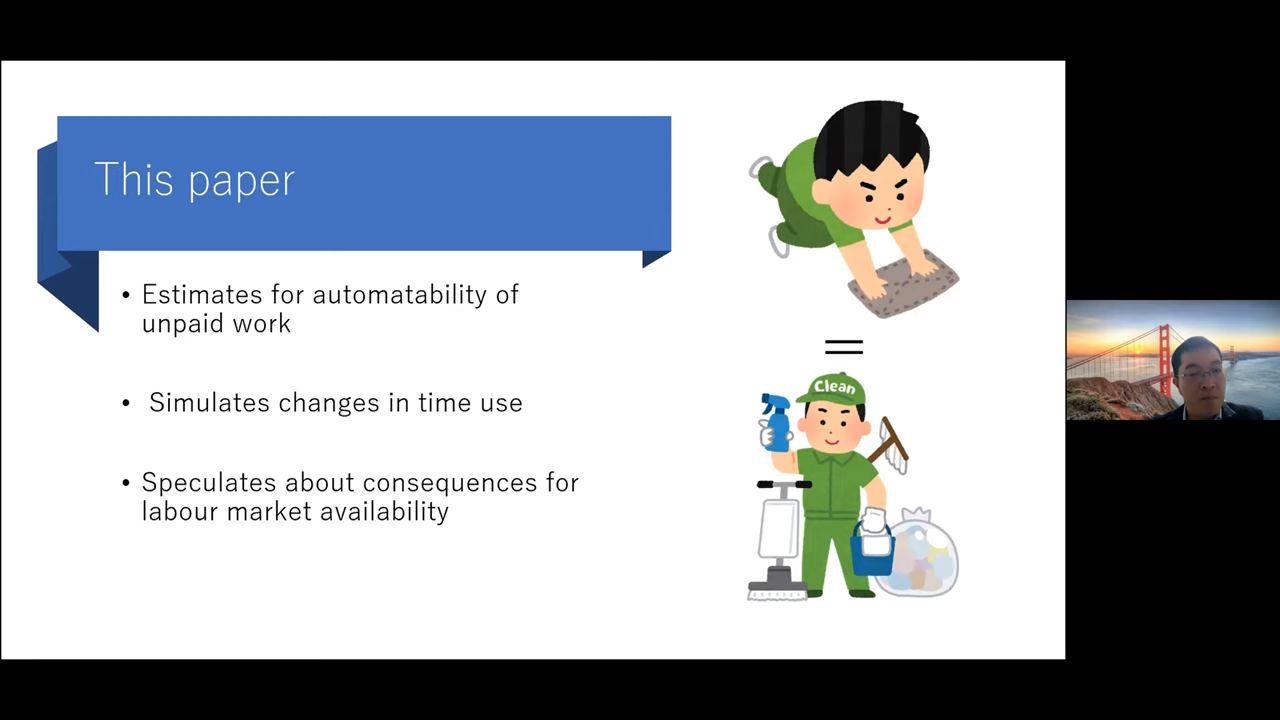 This paper
• Estimates for automatability of
unpaid work
• Simulates changes in time use
• Speculates about consequences for
labour market availability
=
Clean